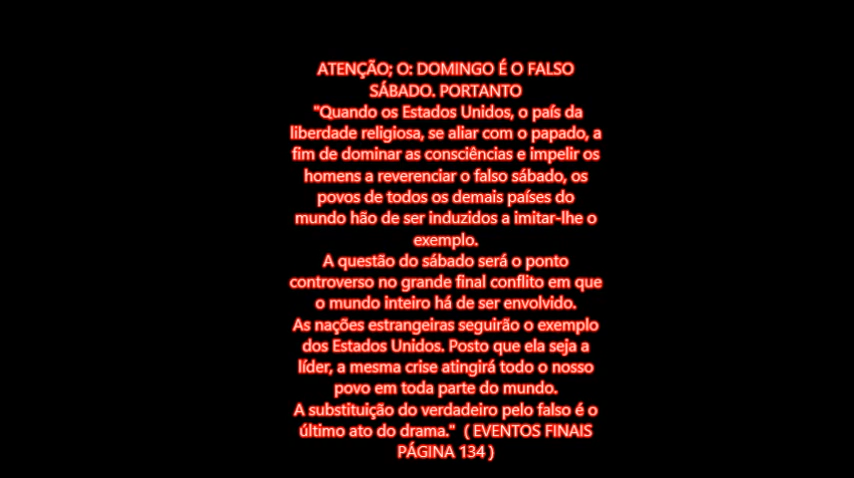 ATENÇÃO; O: DOMINGO É O FALSO
SÁBADO. PORTANTO
"Quando os Estados Unidos, o país da
liberdade religiosa, se aliar com o papado, a
fim de dominar as consciências e impelir os
homens a reverenciar o falso sábado, os
povos de todos os demais países do
mundo hão de ser induzidos a imitar-lhe o
exemplo.
A questão do sábado será o ponto
controverso no grande final conflito em que
o mundo inteiro há de ser envolvido.
As nações estrangeiras seguirão o exemplo
dos Estados Unidos. Posto que ela seja a
líder, a mesma crise atingirá todo o nosso
povo em toda parte do mundo.
A substituição do verdadeiro pelo falso é o
último ato do drama." ( EVENTOS FINAIS
PÁGINA 134 )